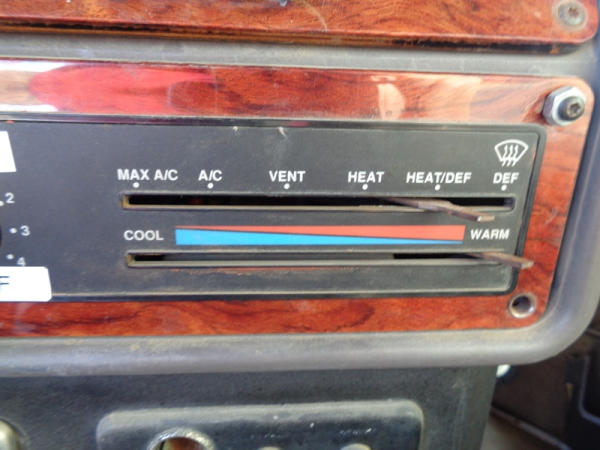 MAX A/C A/C VENT HEAT HEAT/DEF DEF
2
COOL WARM
3
4
F